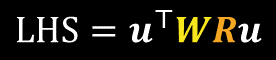 LHS = u⊤WRu